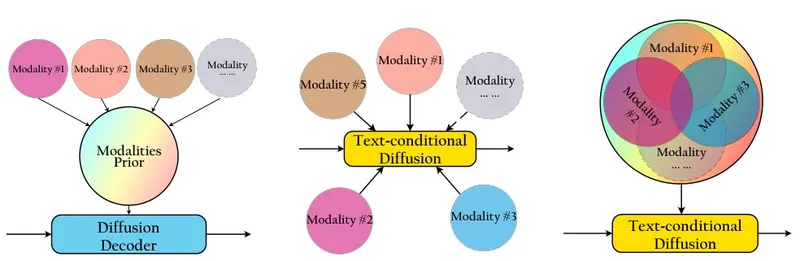 Modality #1
Modality #2
Modality #3
Modality
... ...
Modalities
Prior
Diffusion
Decoder
Modality #5
Modality #1
Modality
... ...
Text-conditional
Diffusion
Modality #2
Modality #3
Modality #1
Modality
#2
Modality #3
Modality
... ...
Text-conditional
Diffusion